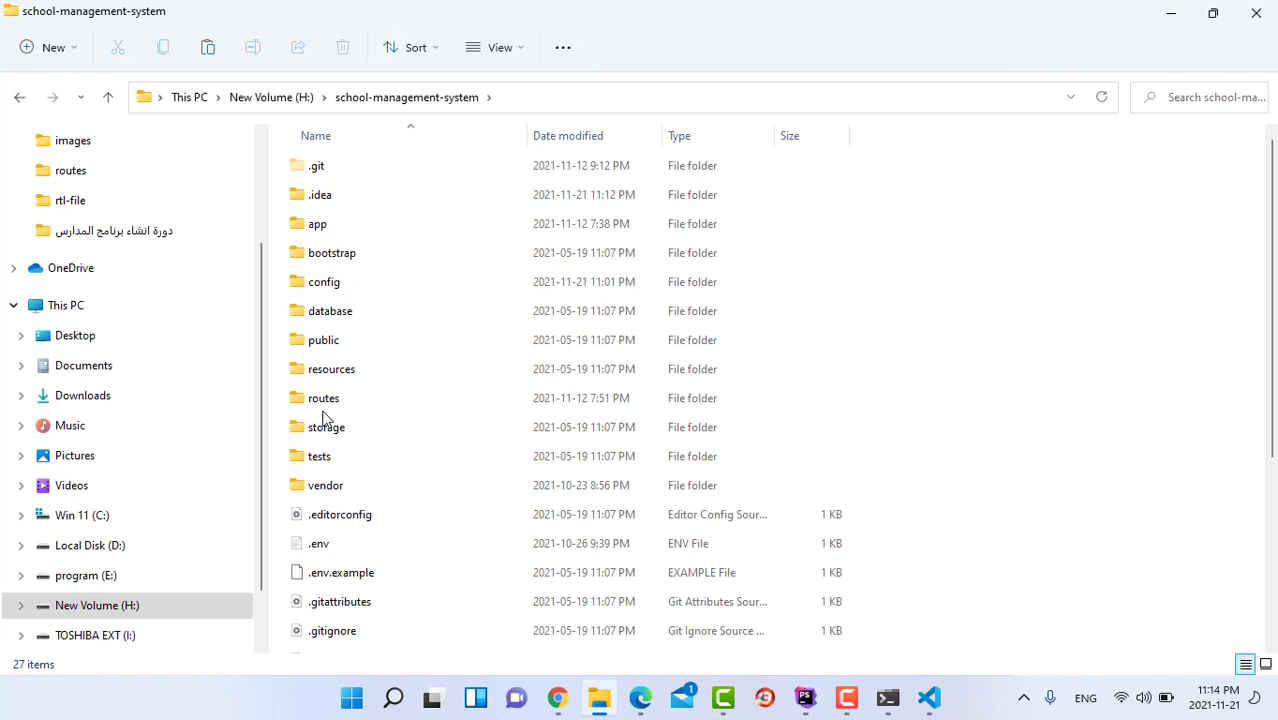 school-management-system
New
Sort
View
This PC
New Volume (H:)
school-management-system
Search school-ma...
images
routes
rtl-file
دورة انشاء برنامج المدارس
OneDrive
This PC
Desktop
Documents
Downloads
Music
Pictures
Videos
Win 11 (C:)
Local Disk (D:)
program (E:)
New Volume (H:)
TOSHIBA EXT (I:)
Name Date modified Type Size
.git 2021-11-12 9:12 PM File folder
.idea 2021-11-21 11:12 PM File folder
app 2021-11-12 7:38 PM File folder
bootstrap 2021-05-19 11:07 PM File folder
config 2021-11-21 11:01 PM File folder
database 2021-05-19 11:07 PM File folder
public 2021-05-19 11:07 PM File folder
resources 2021-05-19 11:07 PM File folder
routes 2021-11-12 7:51 PM File folder
storage 2021-05-19 11:07 PM File folder
tests 2021-05-19 11:07 PM File folder
vendor 2021-10-23 8:56 PM File folder
.editorconfig 2021-05-19 11:07 PM Editor Config Sour... 1 KB
.env 2021-10-26 9:39 PM ENV File 1 KB
.env.example 2021-05-19 11:07 PM EXAMPLE File 1 KB
.gitattributes 2021-05-19 11:07 PM Git Attributes Sour... 1 KB
.gitignore 2021-05-19 11:07 PM Git Ignore Source ... 1 KB
27 items
1
PS
ENG
11:14 PM
2021-11-21